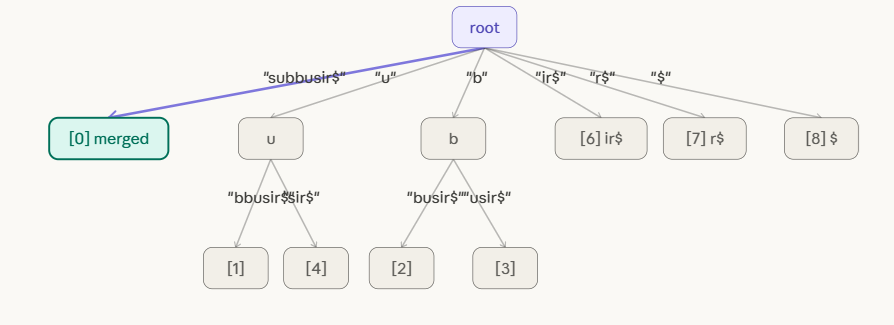 root
"subbusir$" "u" "b" "ir$" "r$" "$"
[0] merged u b [6] ir$ [7] r$ [8] $
"bbusir$" "sir$" "busir$" "usir$"
[1] [4] [2] [3]